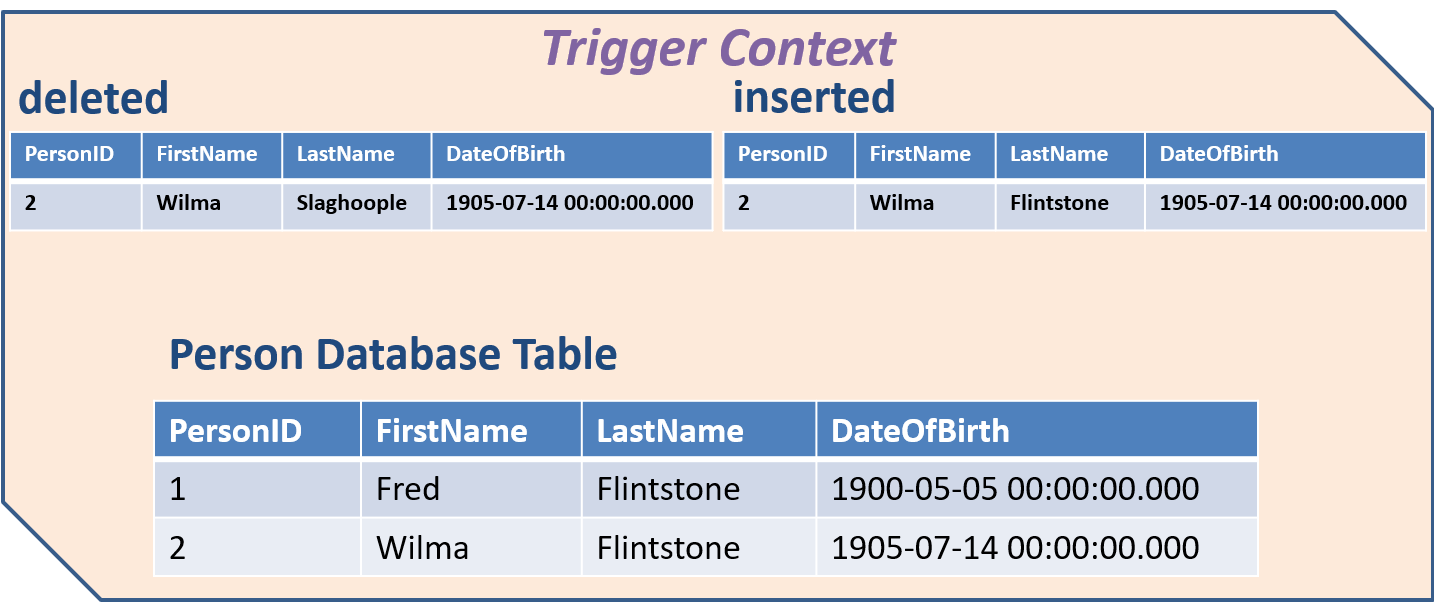 Trigger Context
deleted
PersonID FirstName LastName DateOfBirth
2 Wilma Slaghoople 1905-07-14 00:00:00.000
inserted
PersonID FirstName LastName DateOfBirth
2 Wilma Flintstone 1905-07-14 00:00:00.000
Person Database Table
PersonID FirstName LastName DateOfBirth
1 Fred Flintstone 1900-05-05 00:00:00.000
2 Wilma Flintstone 1905-07-14 00:00:00.000